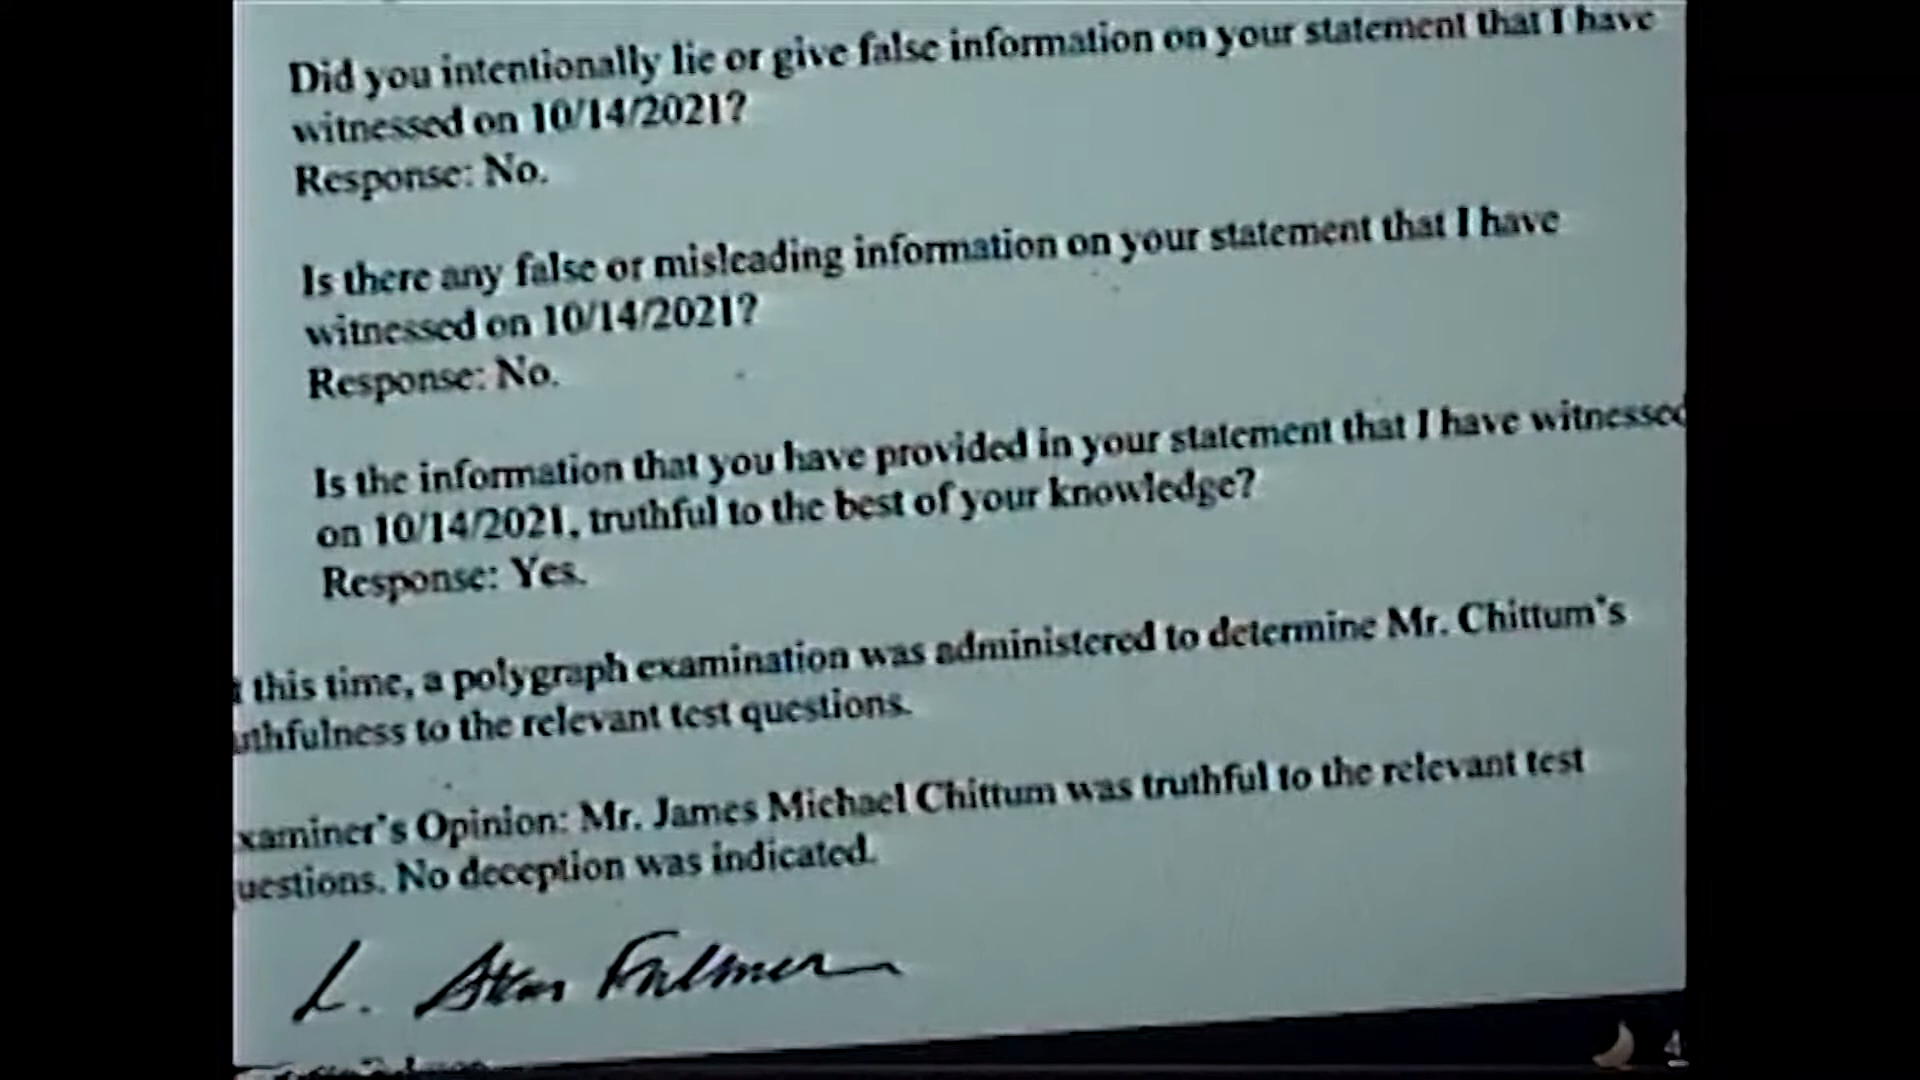 Did you intentionally lie or give false information on your statement that I have
witnessed on 10/14/2021?
Response: No.
Is there any false or misleading information on your statement that I have
witnessed on 10/14/2021?
Response: No.
Is the information that you have provided in your statement that I have witnessed
on 10/14/2021, truthful to the best of your knowledge?
Response: Yes.
t this time, a polygraph examination was administered to determine Mr. Chittum's
uthfulness to the relevant test questions.
xaminer's Opinion: Mr. James Michael Chittum was truthful to the relevant test
uestions. No deception was indicated.
L. Stan Fulmer
4